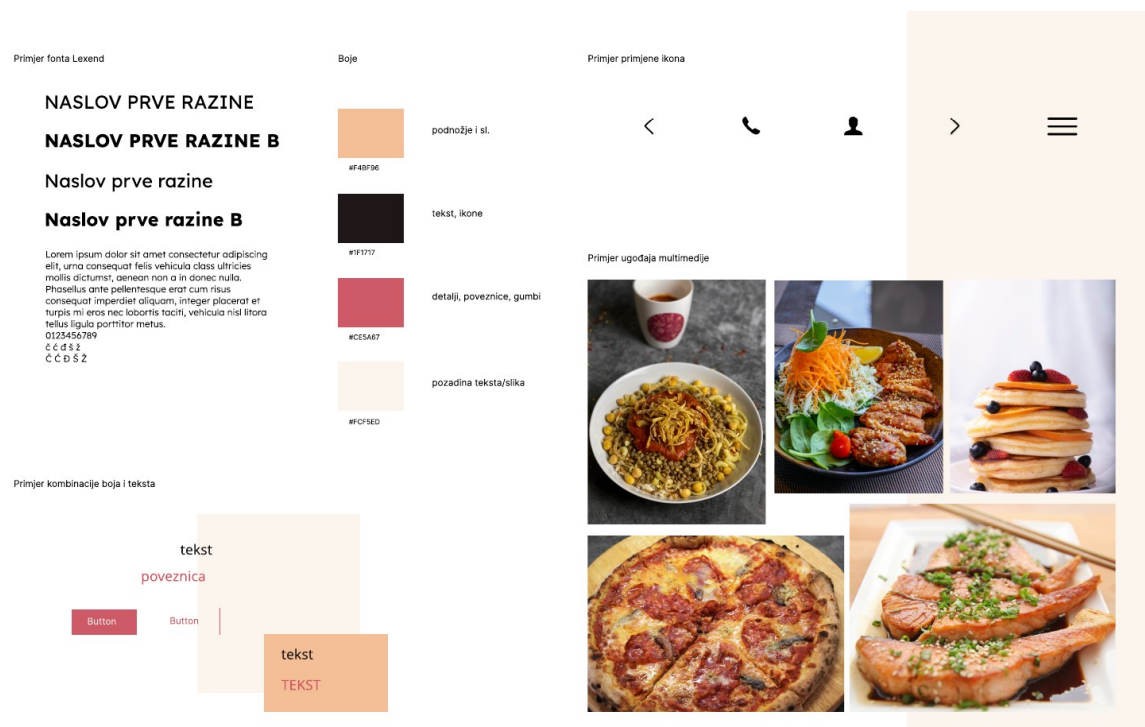 Primjer fonta Lexend
NASLOV PRVE RAZINE
NASLOV PRVE RAZINE B
Naslov prve razine
Naslov prve razine B
Lorem ipsum dolor sit amet consectetur adipiscing
elit, urna consequat felis vehicula class ultricies
mollis dictumst, aenean non a in donec nulla.
Phasellus ante pellentesque erat cum risus
consequat imperdiet aliquam, integer placerat et
turpis mi eros nec lobortis taciti, vehicula nisl litora
tellus ligula porttitor metus.
0123456789
č ć đ š ž
Č Ć Đ Š Ž
Boje
podnožje i sl.
#F4BF96
tekst, ikone
#1F1717
detalji, poveznice, gumbi
#CE5A67
pozadina teksta/slika
#FCF5ED
Primjer kombinacije boja i teksta
tekst
poveznica
Button
Button
tekst
TEKST
Primjer primjene ikona
Primjer ugođaja multimedije